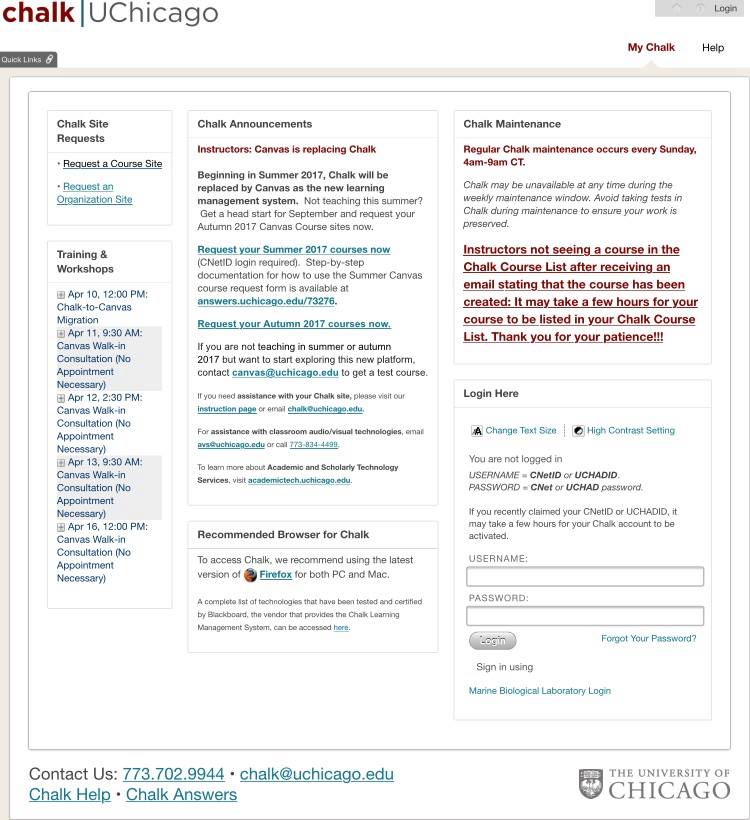 chalk|UChicago
Login
My Chalk
Help
Quick Links
Chalk Site
Requests
• Request a Course Site
• Request an
Organization Site
Training &
Workshops
Apr 10, 12:00 PM:
Chalk-to-Canvas
Migration
Apr 11, 9:30 AM:
Canvas Walk-in
Consultation (No
Appointment
Necessary)
Apr 12, 2:30 PM:
Canvas Walk-in
Consultation (No
Appointment
Necessary)
Apr 13, 9:30 AM:
Canvas Walk-in
Consultation (No
Appointment
Necessary)
Apr 16, 12:00 PM:
Canvas Walk-in
Consultation (No
Appointment
Necessary)
Chalk Announcements
Instructors: Canvas is replacing Chalk
Beginning in Summer 2017, Chalk will be
replaced by Canvas as the new learning
management system. Not teaching this summer?
Get a head start for September and request your
Autumn 2017 Canvas Course sites now.
Request your Summer 2017 courses now
(CNetID login required). Step-by-step
documentation for how to use the Summer Canvas
course request form is available at
answers.uchicago.edu/73276.
Request your Autumn 2017 courses now.
If you are not teaching in summer or autumn
2017 but want to start exploring this new platform,
contact canvas@uchicago.edu to get a test course.
If you need assistance with your Chalk site, please visit our
instruction page or email chalk@uchicago.edu.
For assistance with classroom audio/visual technologies, email
avs@uchicago.edu or call 773-834-4499.
To learn more about Academic and Scholarly Technology
Services, visit academictech.uchicago.edu.
Recommended Browser for Chalk
To access Chalk, we recommend using the latest
version of Firefox for both PC and Mac.
A complete list of technologies that have been tested and certified
by Blackboard, the vendor that provides the Chalk Learning
Management System, can be accessed here.
Chalk Maintenance
Regular Chalk maintenance occurs every Sunday,
4am-9am CT.
Chalk may be unavailable at any time during the
weekly maintenance window. Avoid taking tests in
Chalk during maintenance to ensure your work is
preserved.
Instructors not seeing a course in the
Chalk Course List after receiving an
email stating that the course has been
created: It may take a few hours for your
course to be listed in your Chalk Course
List. Thank you for your patience!!!
Login Here
Change Text Size
High Contrast Setting
You are not logged in
USERNAME = CNetID or UCHADID.
PASSWORD = CNet or UCHAD password.
If you recently claimed your CNetID or UCHADID, it
may take a few hours for your Chalk account to be
activated.
USERNAME:
PASSWORD:
Login
Forgot Your Password?
Sign in using
Marine Biological Laboratory Login
Contact Us: 773.702.9944 • chalk@uchicago.edu
Chalk Help • Chalk Answers
THE UNIVERSITY OF
CHICAGO